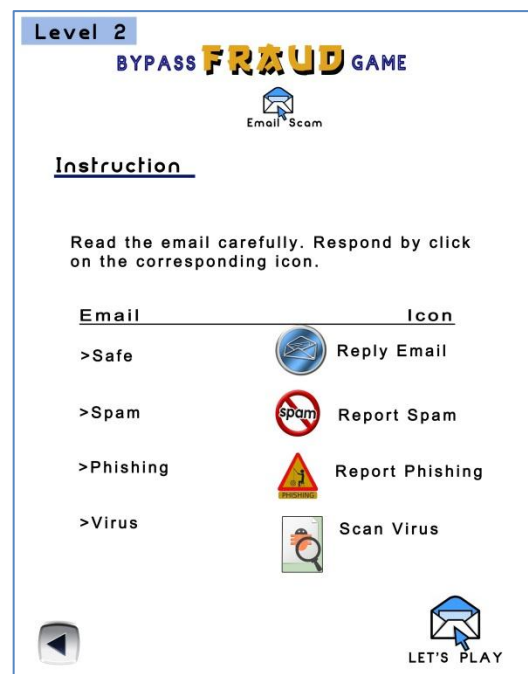 Level 2
BYPASS FRAUD GAME
Email Scam
Instruction
Read the email carefully. Respond by click
on the corresponding icon.
Email Icon
>Safe Reply Email
>Spam spam Report Spam
>Phishing PHISHING Report Phishing
>Virus Scan Virus
LET'S PLAY